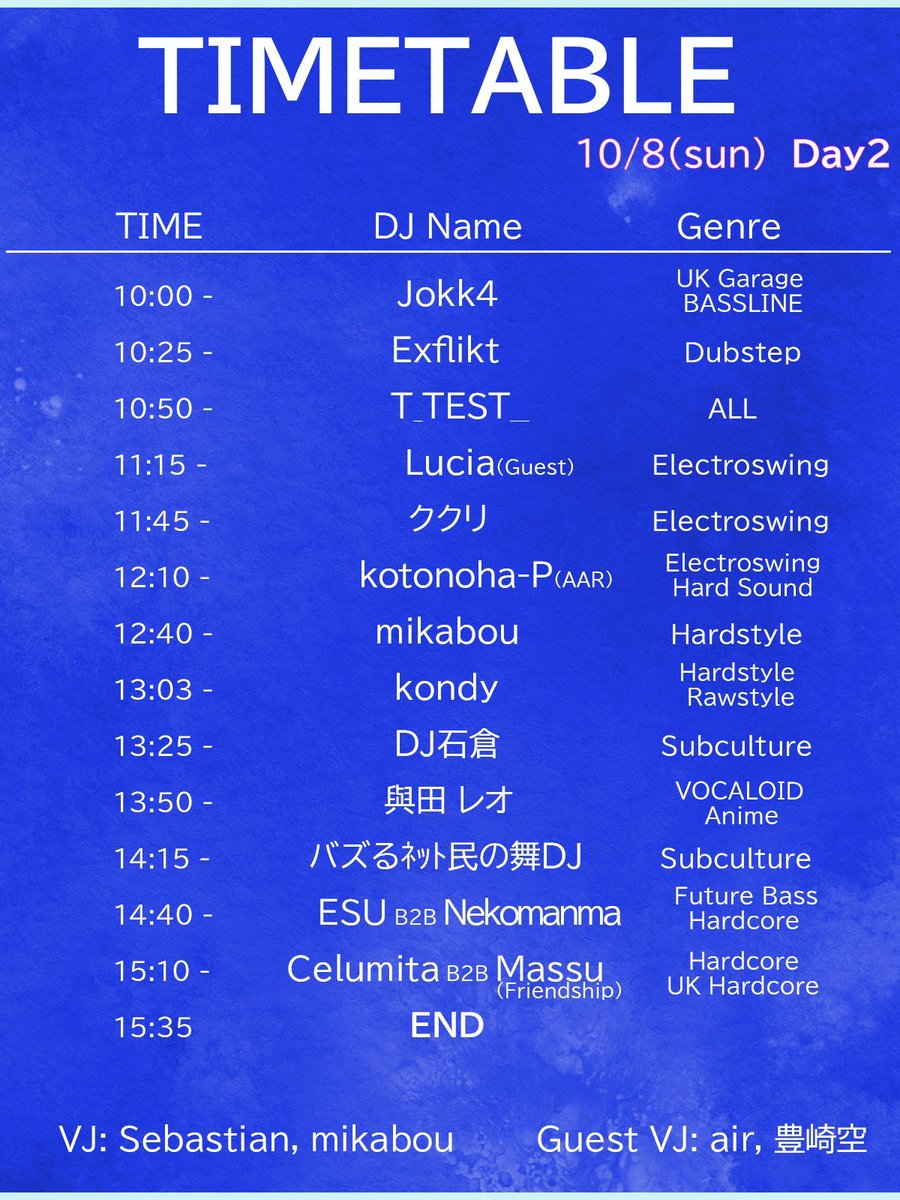 TIMETABLE
10/8(sun) Day2
TIME DJ Name Genre
10:00 - Jokk4 UK Garage
BASSLINE
10:25 - Exflikt Dubstep
10:50 - T_TEST__ ALL
11:15 - Lucia(Guest) Electroswing
11:45 - ククリ Electroswing
12:10 - kotonoha-P(AAR) Electroswing
Hard Sound
12:40 - mikabou Hardstyle
13:03 - kondy Hardstyle
Rawstyle
13:25 - DJ石倉 Subculture
13:50 - 與田 レオ VOCALOID
Anime
14:15 - バズるネット民の舞DJ Subculture
14:40 - ESU B2B Nekomanma Future Bass
Hardcore
15:10 - Celumita B2B Massu Hardcore
(Friendship) UK Hardcore
15:35 END
VJ: Sebastian, mikabou Guest VJ: air, 豊崎空